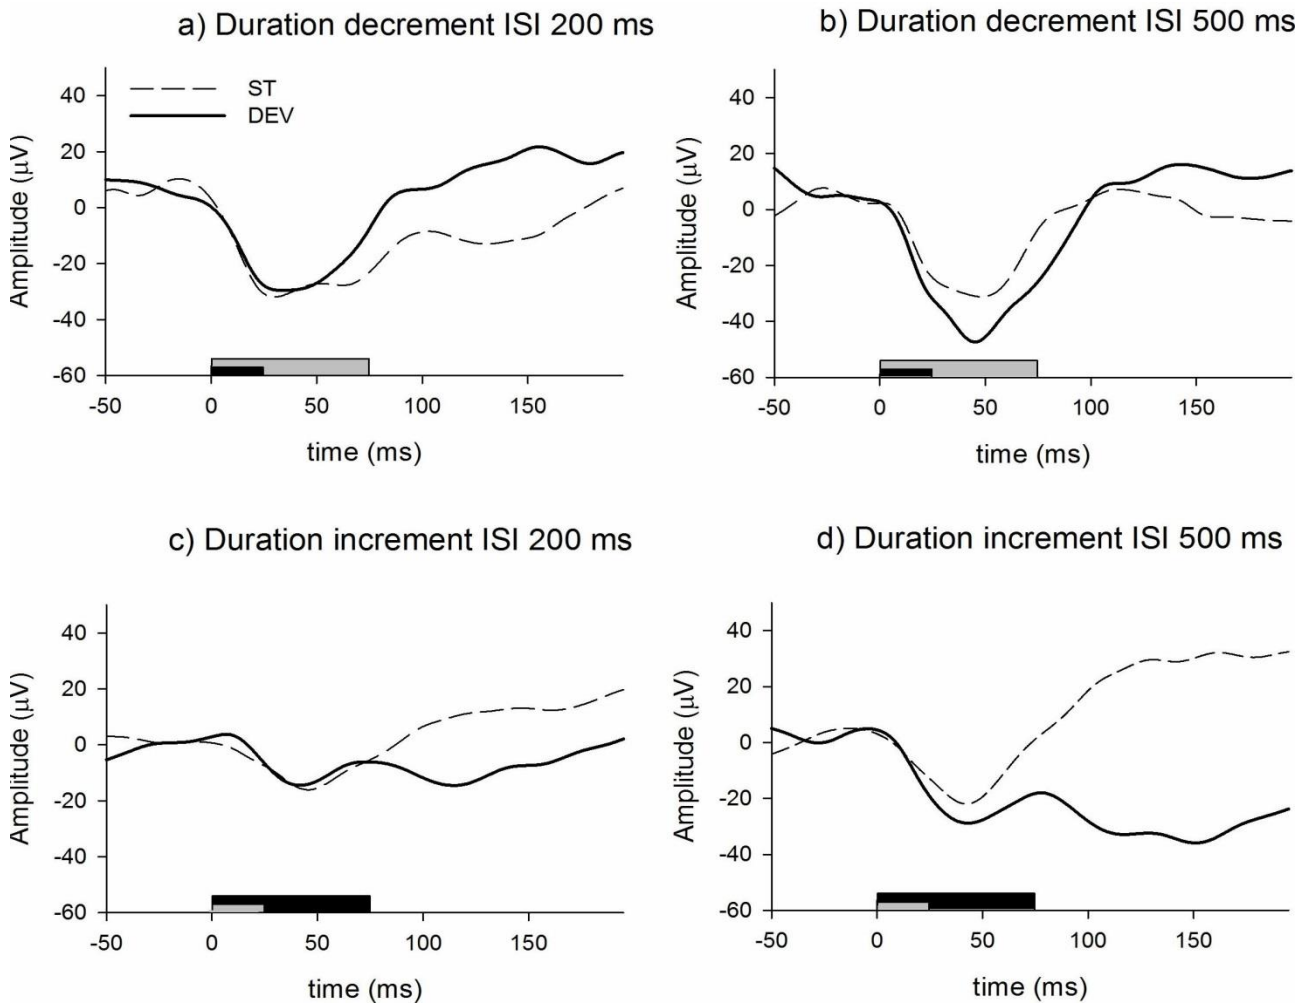 a) Duration decrement ISI 200 ms
ST
DEV
40
20
0
-20
-40
-60
Amplitude (μV)
-50 0 50 100 150
time (ms)
b) Duration decrement ISI 500 ms
40
20
0
-20
-40
-60
Amplitude (μV)
-50 0 50 100 150
time (ms)
c) Duration increment ISI 200 ms
40
20
0
-20
-40
-60
Amplitude (μV)
-50 0 50 100 150
time (ms)
d) Duration increment ISI 500 ms
40
20
0
-20
-40
-60
Amplitude (μV)
-50 0 50 100 150
time (ms)